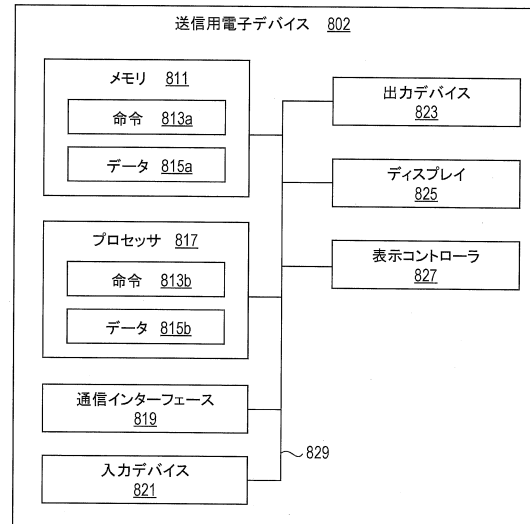 送信用電子デバイス 802
メモリ 811
命令 813a
データ 815a
プロセッサ 817
命令 813b
データ 815b
通信インターフェース
819
入力デバイス
821
出力デバイス
823
ディスプレイ
825
表示コントローラ
827
829